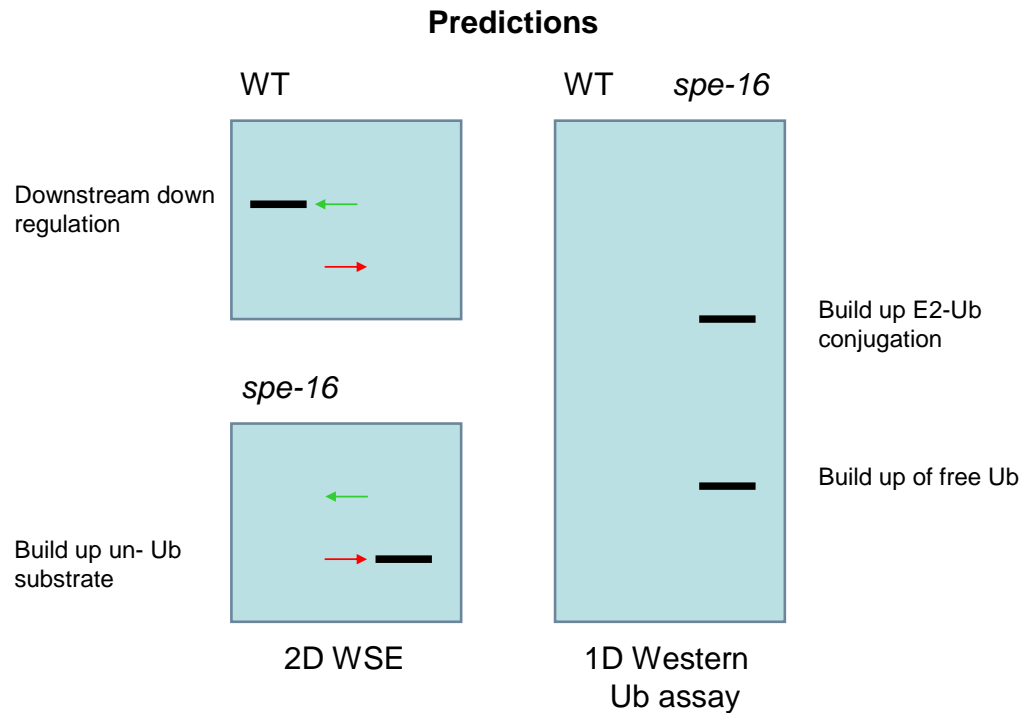 Predictions
WT
Downstream down
regulation
spe-16
Build up un- Ub
substrate
2D WSE
WT spe-16
Build up E2-Ub
conjugation
Build up of free Ub
1D Western
Ub assay